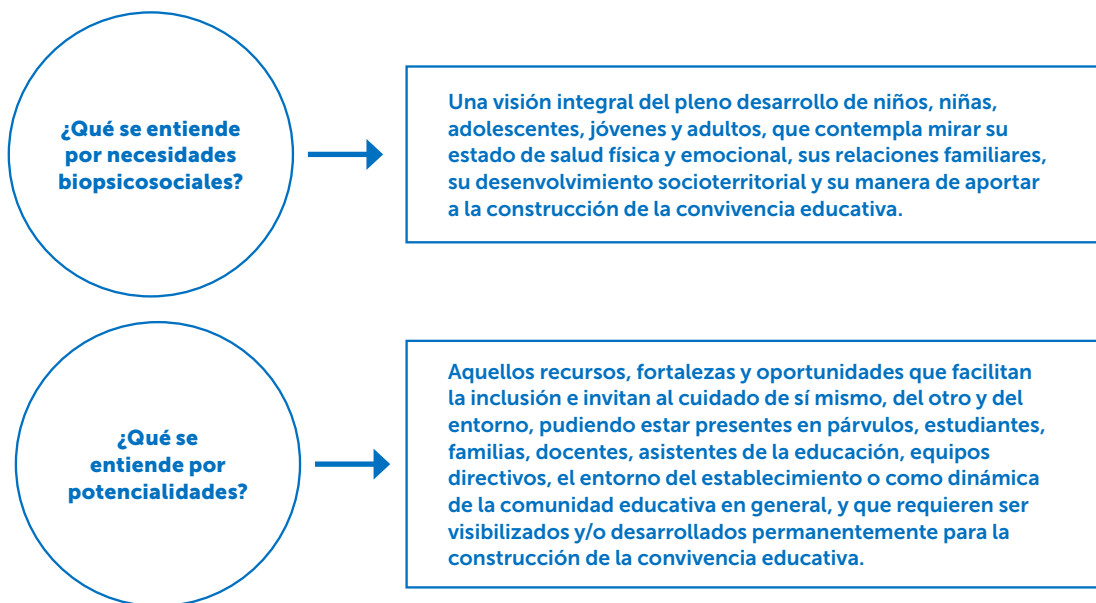 ¿Qué se entiende
por necesidades
biopsicosociales?
Una visión integral del pleno desarrollo de niños, niñas,
adolescentes, jóvenes y adultos, que contempla mirar su
estado de salud física y emocional, sus relaciones familiares,
su desenvolvimiento socioterritorial y su manera de aportar
a la construcción de la convivencia educativa.
¿Qué se
entiende por
potencialidades?
Aquellos recursos, fortalezas y oportunidades que facilitan
la inclusión e invitan al cuidado de sí mismo, del otro y del
entorno, pudiendo estar presentes en párvulos, estudiantes,
familias, docentes, asistentes de la educación, equipos
directivos, el entorno del establecimiento o como dinámica
de la comunidad educativa en general, y que requieren ser
visibilizados y/o desarrollados permanentemente para la
construcción de la convivencia educativa.